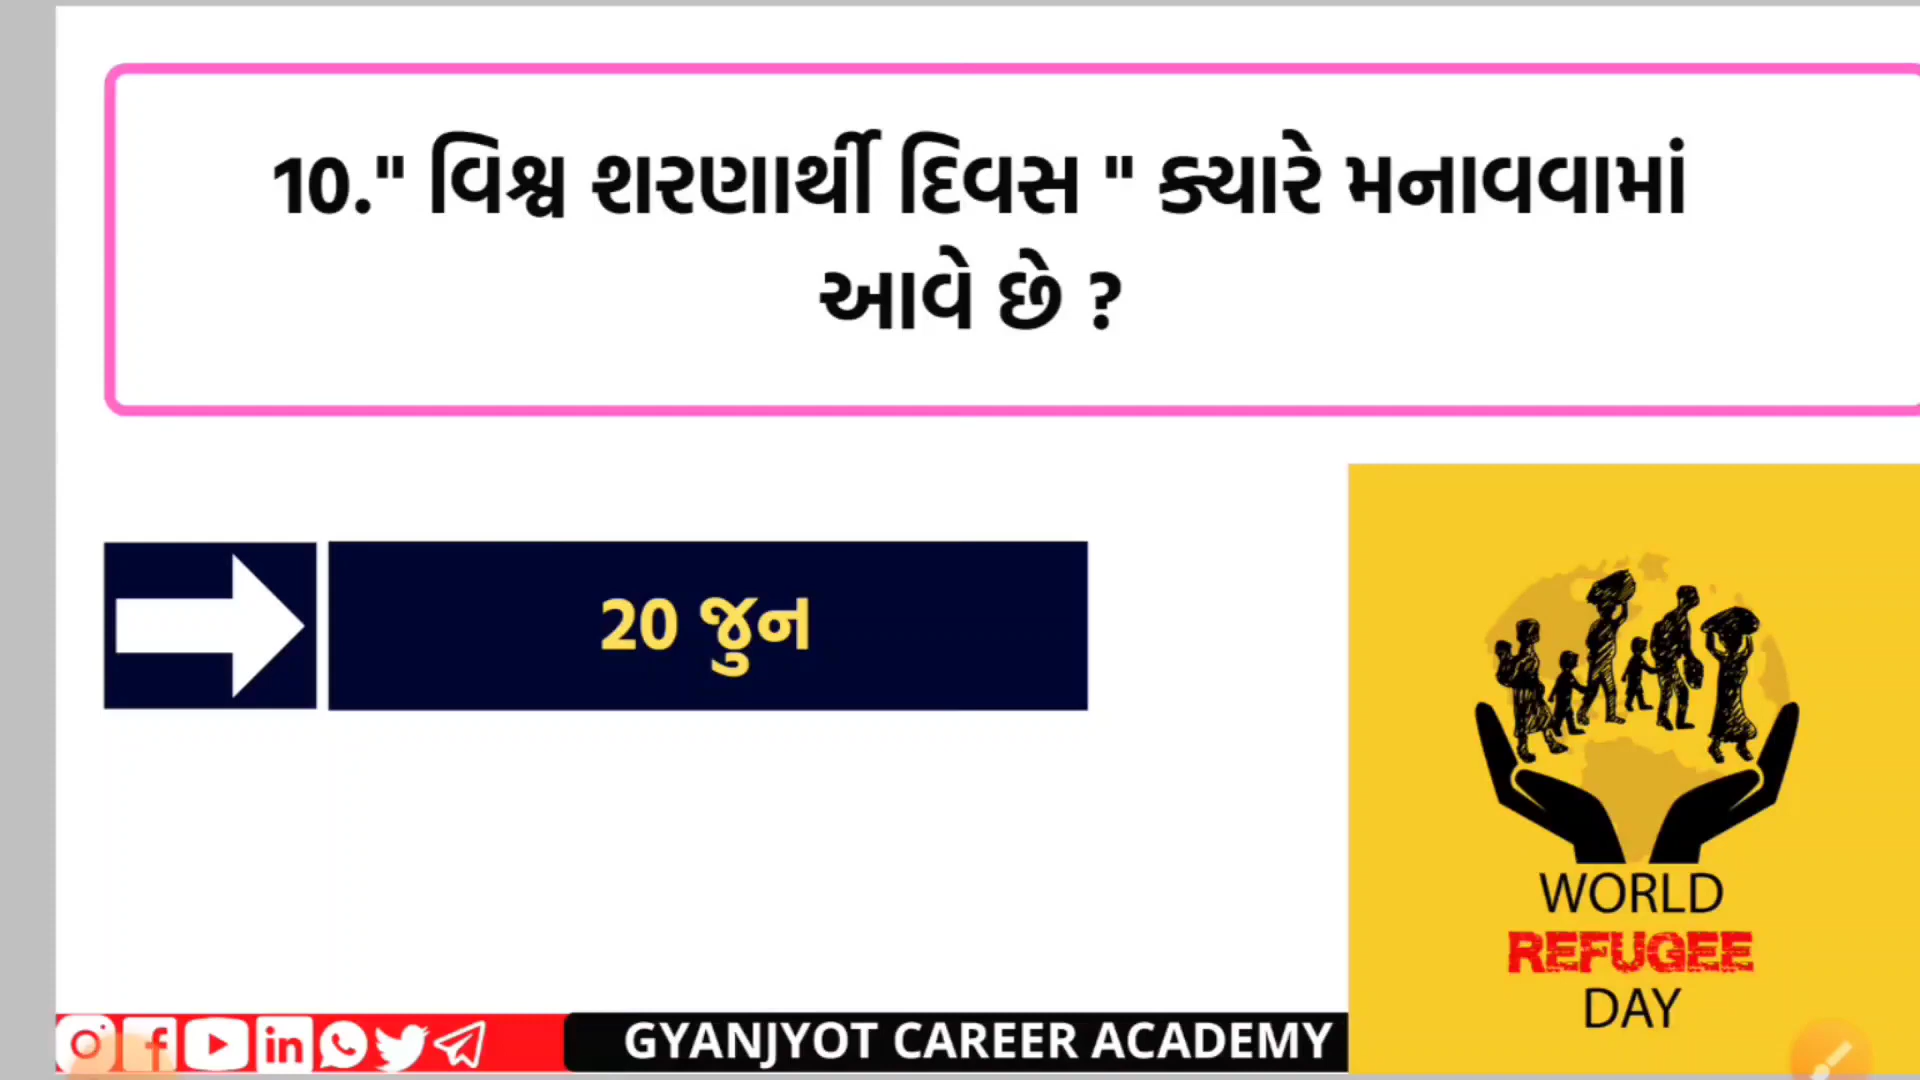 10." વિશ્વ શરણાર્થી દિવસ " ક્યારે મનાવવામાં
આવે છે ?
20 જુન
WORLD
REFUGEE
DAY
GYANJYOT CAREER ACADEMY